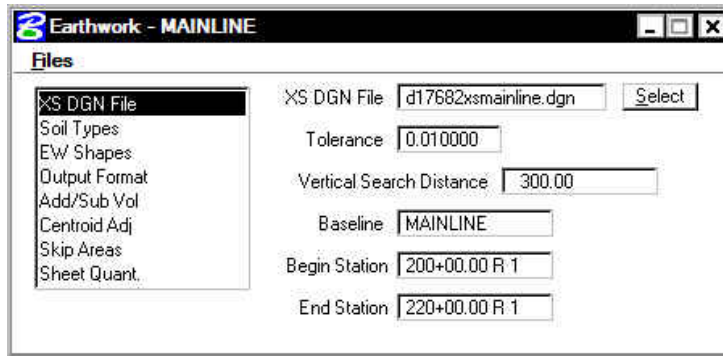 Earthwork - MAINLINE
Files
XS DGN File
Soil Types
EW Shapes
Output Format
Add/Sub Vol
Centroid Adj
Skip Areas
Sheet Quant.
XS DGN File d17682xsmainline.dgn Select
Tolerance 0.010000
Vertical Search Distance 300.00
Baseline MAINLINE
Begin Station 200+00.00 R 1
End Station 220+00.00 R 1